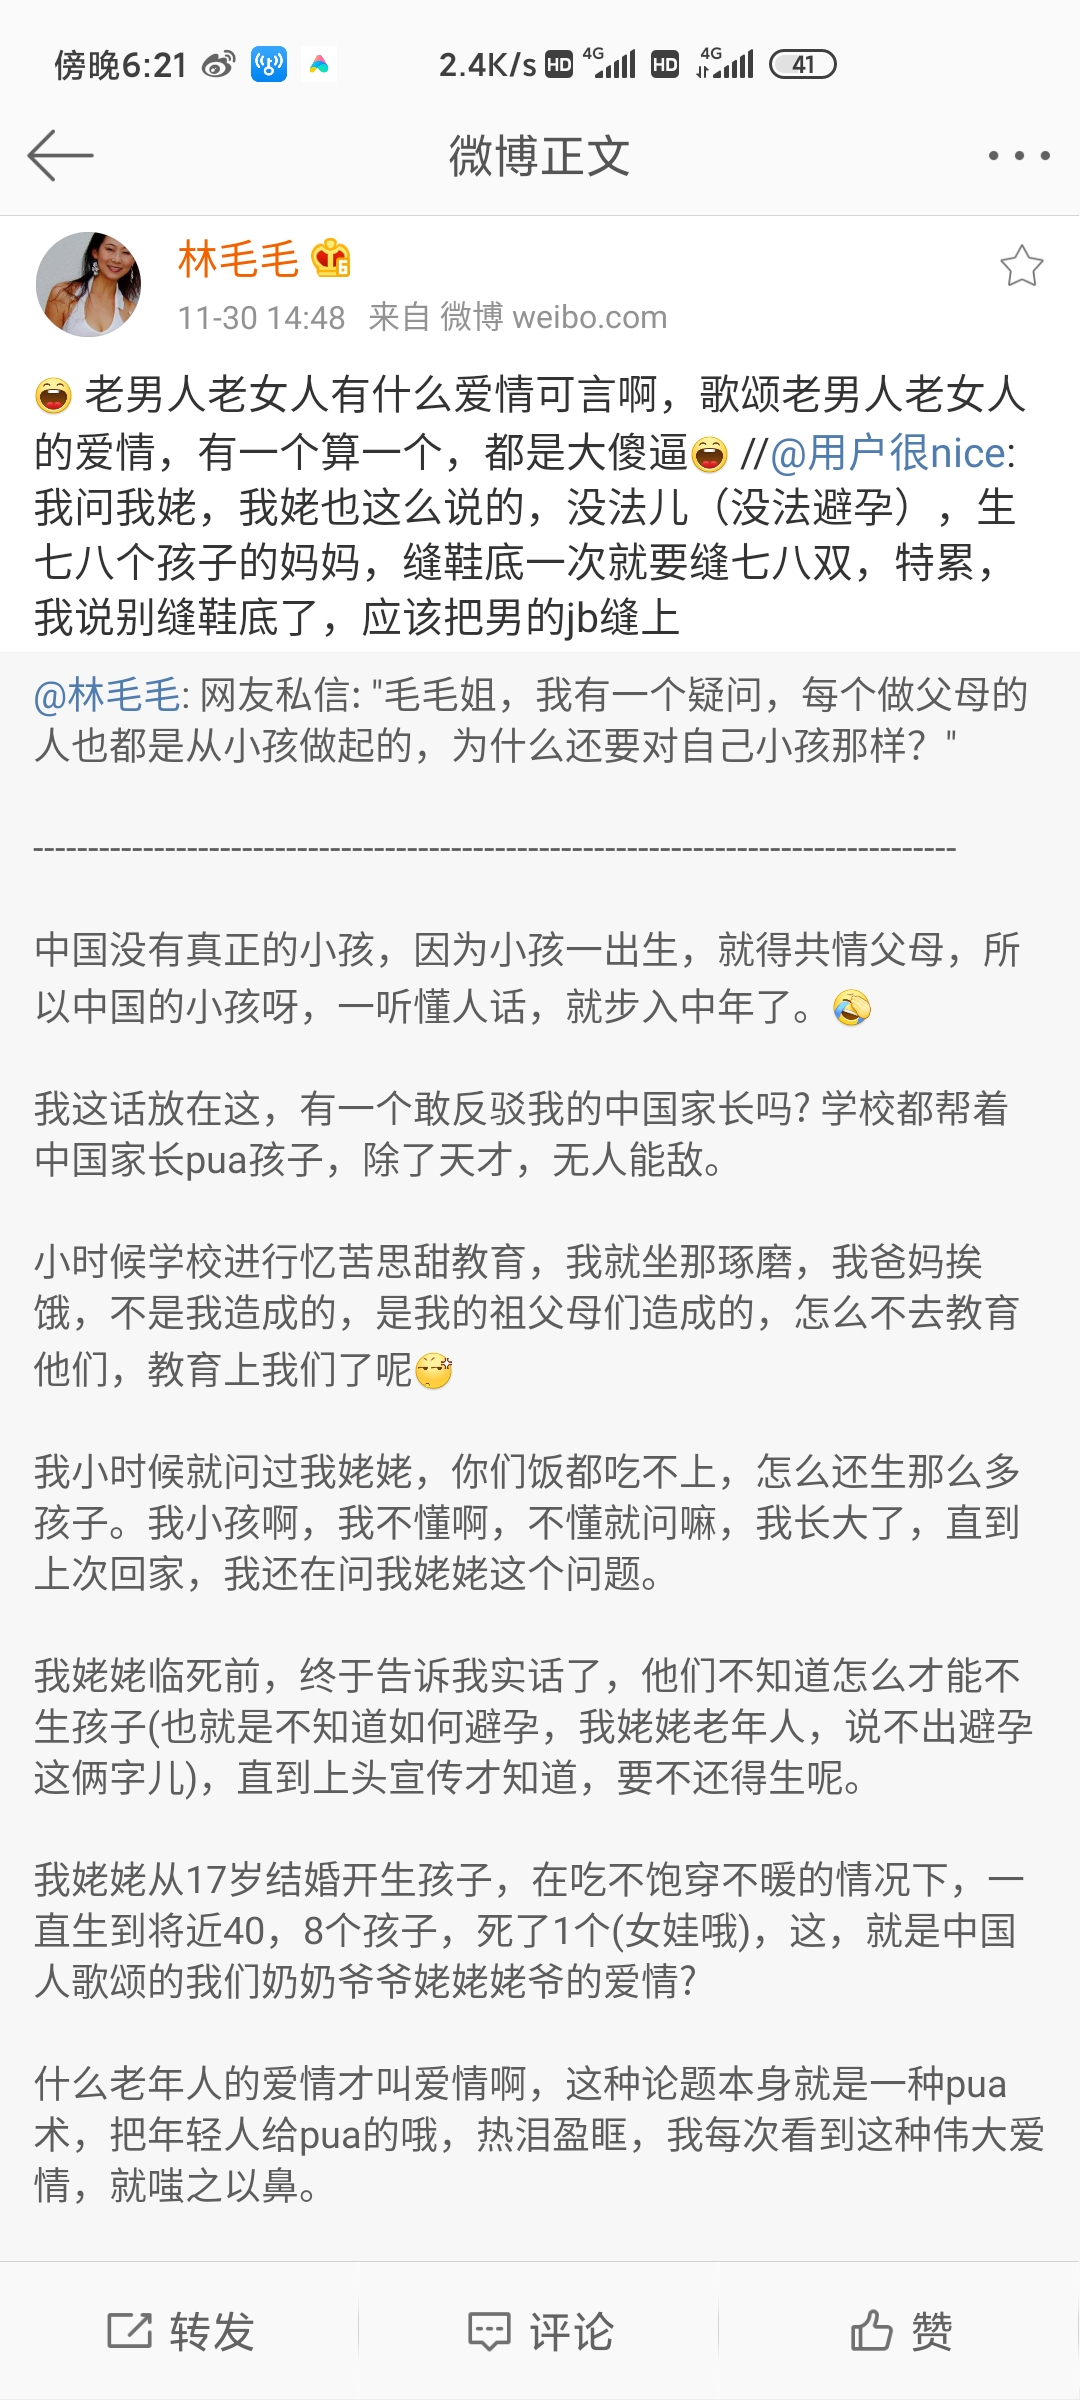 傍晚6:21 2.4K/s HD 4G HD 4G 41
微博正文
林毛毛 6
11-30 14:48 来自 微博 weibo.com
老男人老女人有什么爱情可言啊，歌颂老男人老女人
的爱情，有一个算一个，都是大傻逼 //@用户很nice:
我问我姥，我姥也这么说的，没法儿（没法避孕），生
七八个孩子的妈妈，缝鞋底一次就要缝七八双，特累，
我说别缝鞋底了，应该把男的jb缝上
@林毛毛: 网友私信: "毛毛姐，我有一个疑问，每个做父母的
人也都是从小孩做起的，为什么还要对自己小孩那样？"
-------------------------------------------------------------------------------------
中国没有真正的小孩，因为小孩一出生，就得共情父母，所
以中国的小孩呀，一听懂人话，就步入中年了。
我这话放在这，有一个敢反驳我的中国家长吗? 学校都帮着
中国家长pua孩子，除了天才，无人能敌。
小时候学校进行忆苦思甜教育，我就坐那琢磨，我爸妈挨
饿，不是我造成的，是我的祖父母们造成的，怎么不去教育
他们，教育上我们了呢
我小时候就问过我姥姥，你们饭都吃不上，怎么还生那么多
孩子。我小孩啊，我不懂啊，不懂就问嘛，我长大了，直到
上次回家，我还在问我姥姥这个问题。
我姥姥临死前，终于告诉我实话了，他们不知道怎么才能不
生孩子(也就是不知道如何避孕，我姥姥老年人，说不出避孕
这俩字儿)，直到上头宣传才知道，要不还得生呢。
我姥姥从17岁结婚开生孩子，在吃不饱穿不暖的情况下，一
直生到将近40，8个孩子，死了1个(女娃哦)，这，就是中国
人歌颂的我们奶奶爷爷姥姥姥爷的爱情?
什么老年人的爱情才叫爱情啊，这种论题本身就是一种pua
术，把年轻人给pua的哦，热泪盈眶，我每次看到这种伟大爱
情，就嗤之以鼻。
转发 评论 赞